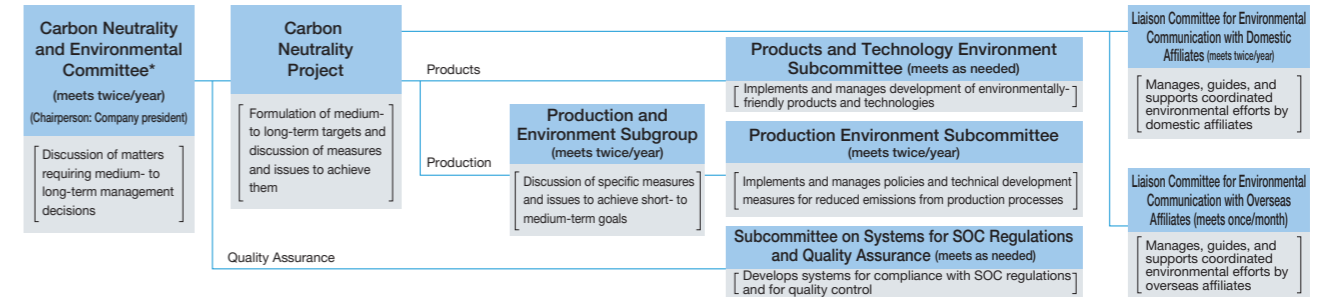 Carbon Neutrality
and Environmental
Committee*
(meets twice/year)
(Chairperson: Company president)
Discussion of matters
requiring medium- to
long-term management
decisions
Carbon
Neutrality
Project
Formulation of medium-
to long-term targets and
discussion of measures
and issues to achieve
them
Products
Production
Quality Assurance
Production and
Environment Subgroup
(meets twice/year)
Discussion of specific measures
and issues to achieve short- to
medium-term goals
Products and Technology Environment
Subcommittee (meets as needed)
Implements and manages development of environmentally-
friendly products and technologies
Production Environment Subcommittee
(meets twice/year)
Implements and manages policies and technical development
measures for reduced emissions from production processes
Subcommittee on Systems for SOC Regulations
and Quality Assurance (meets as needed)
Develops systems for compliance with SOC regulations
and for quality control
Liaison Committee for Environmental
Communication with Domestic
Affiliates (meets twice/year)
Manages, guides, and
supports coordinated
environmental efforts by
domestic affiliates
Liaison Committee for Environmental
Communication with Overseas
Affiliates (meets once/month)
Manages, guides, and
supports coordinated
environmental efforts by
overseas affiliates